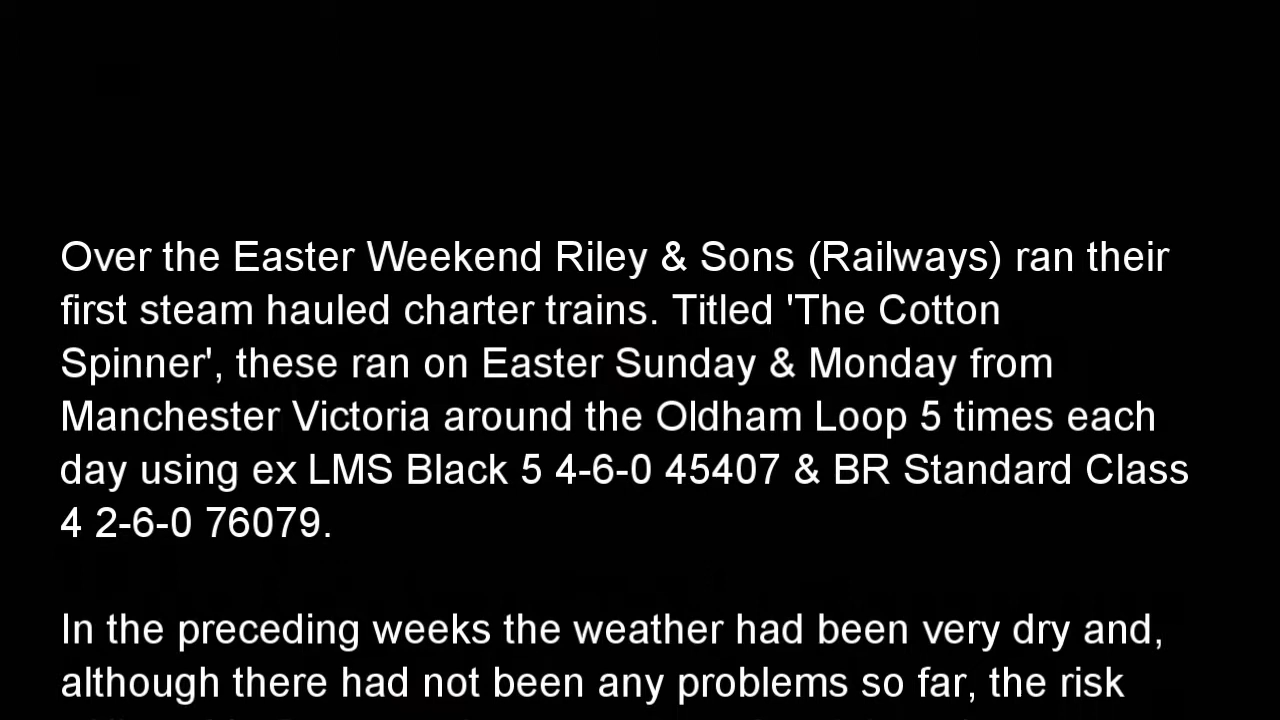 Over the Easter Weekend Riley & Sons (Railways) ran their
first steam hauled charter trains. Titled 'The Cotton
Spinner', these ran on Easter Sunday & Monday from
Manchester Victoria around the Oldham Loop 5 times each
day using ex LMS Black 5 4-6-0 45407 & BR Standard Class
4 2-6-0 76079.
In the preceding weeks the weather had been very dry and,
although there had not been any problems so far, the risk